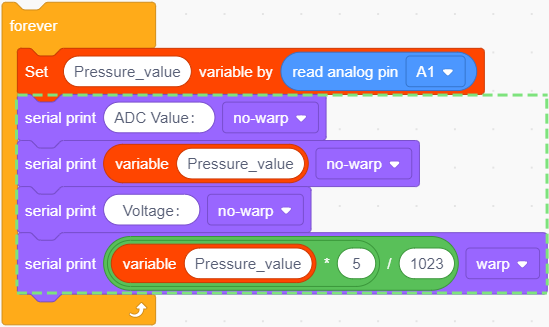 forever
Set Pressure_value variable by read analog pin A1
serial print ADC Value: no-warp
serial print variable Pressure_value no-warp
serial print Voltage: no-warp
serial print variable Pressure_value * 5 / 1023 warp